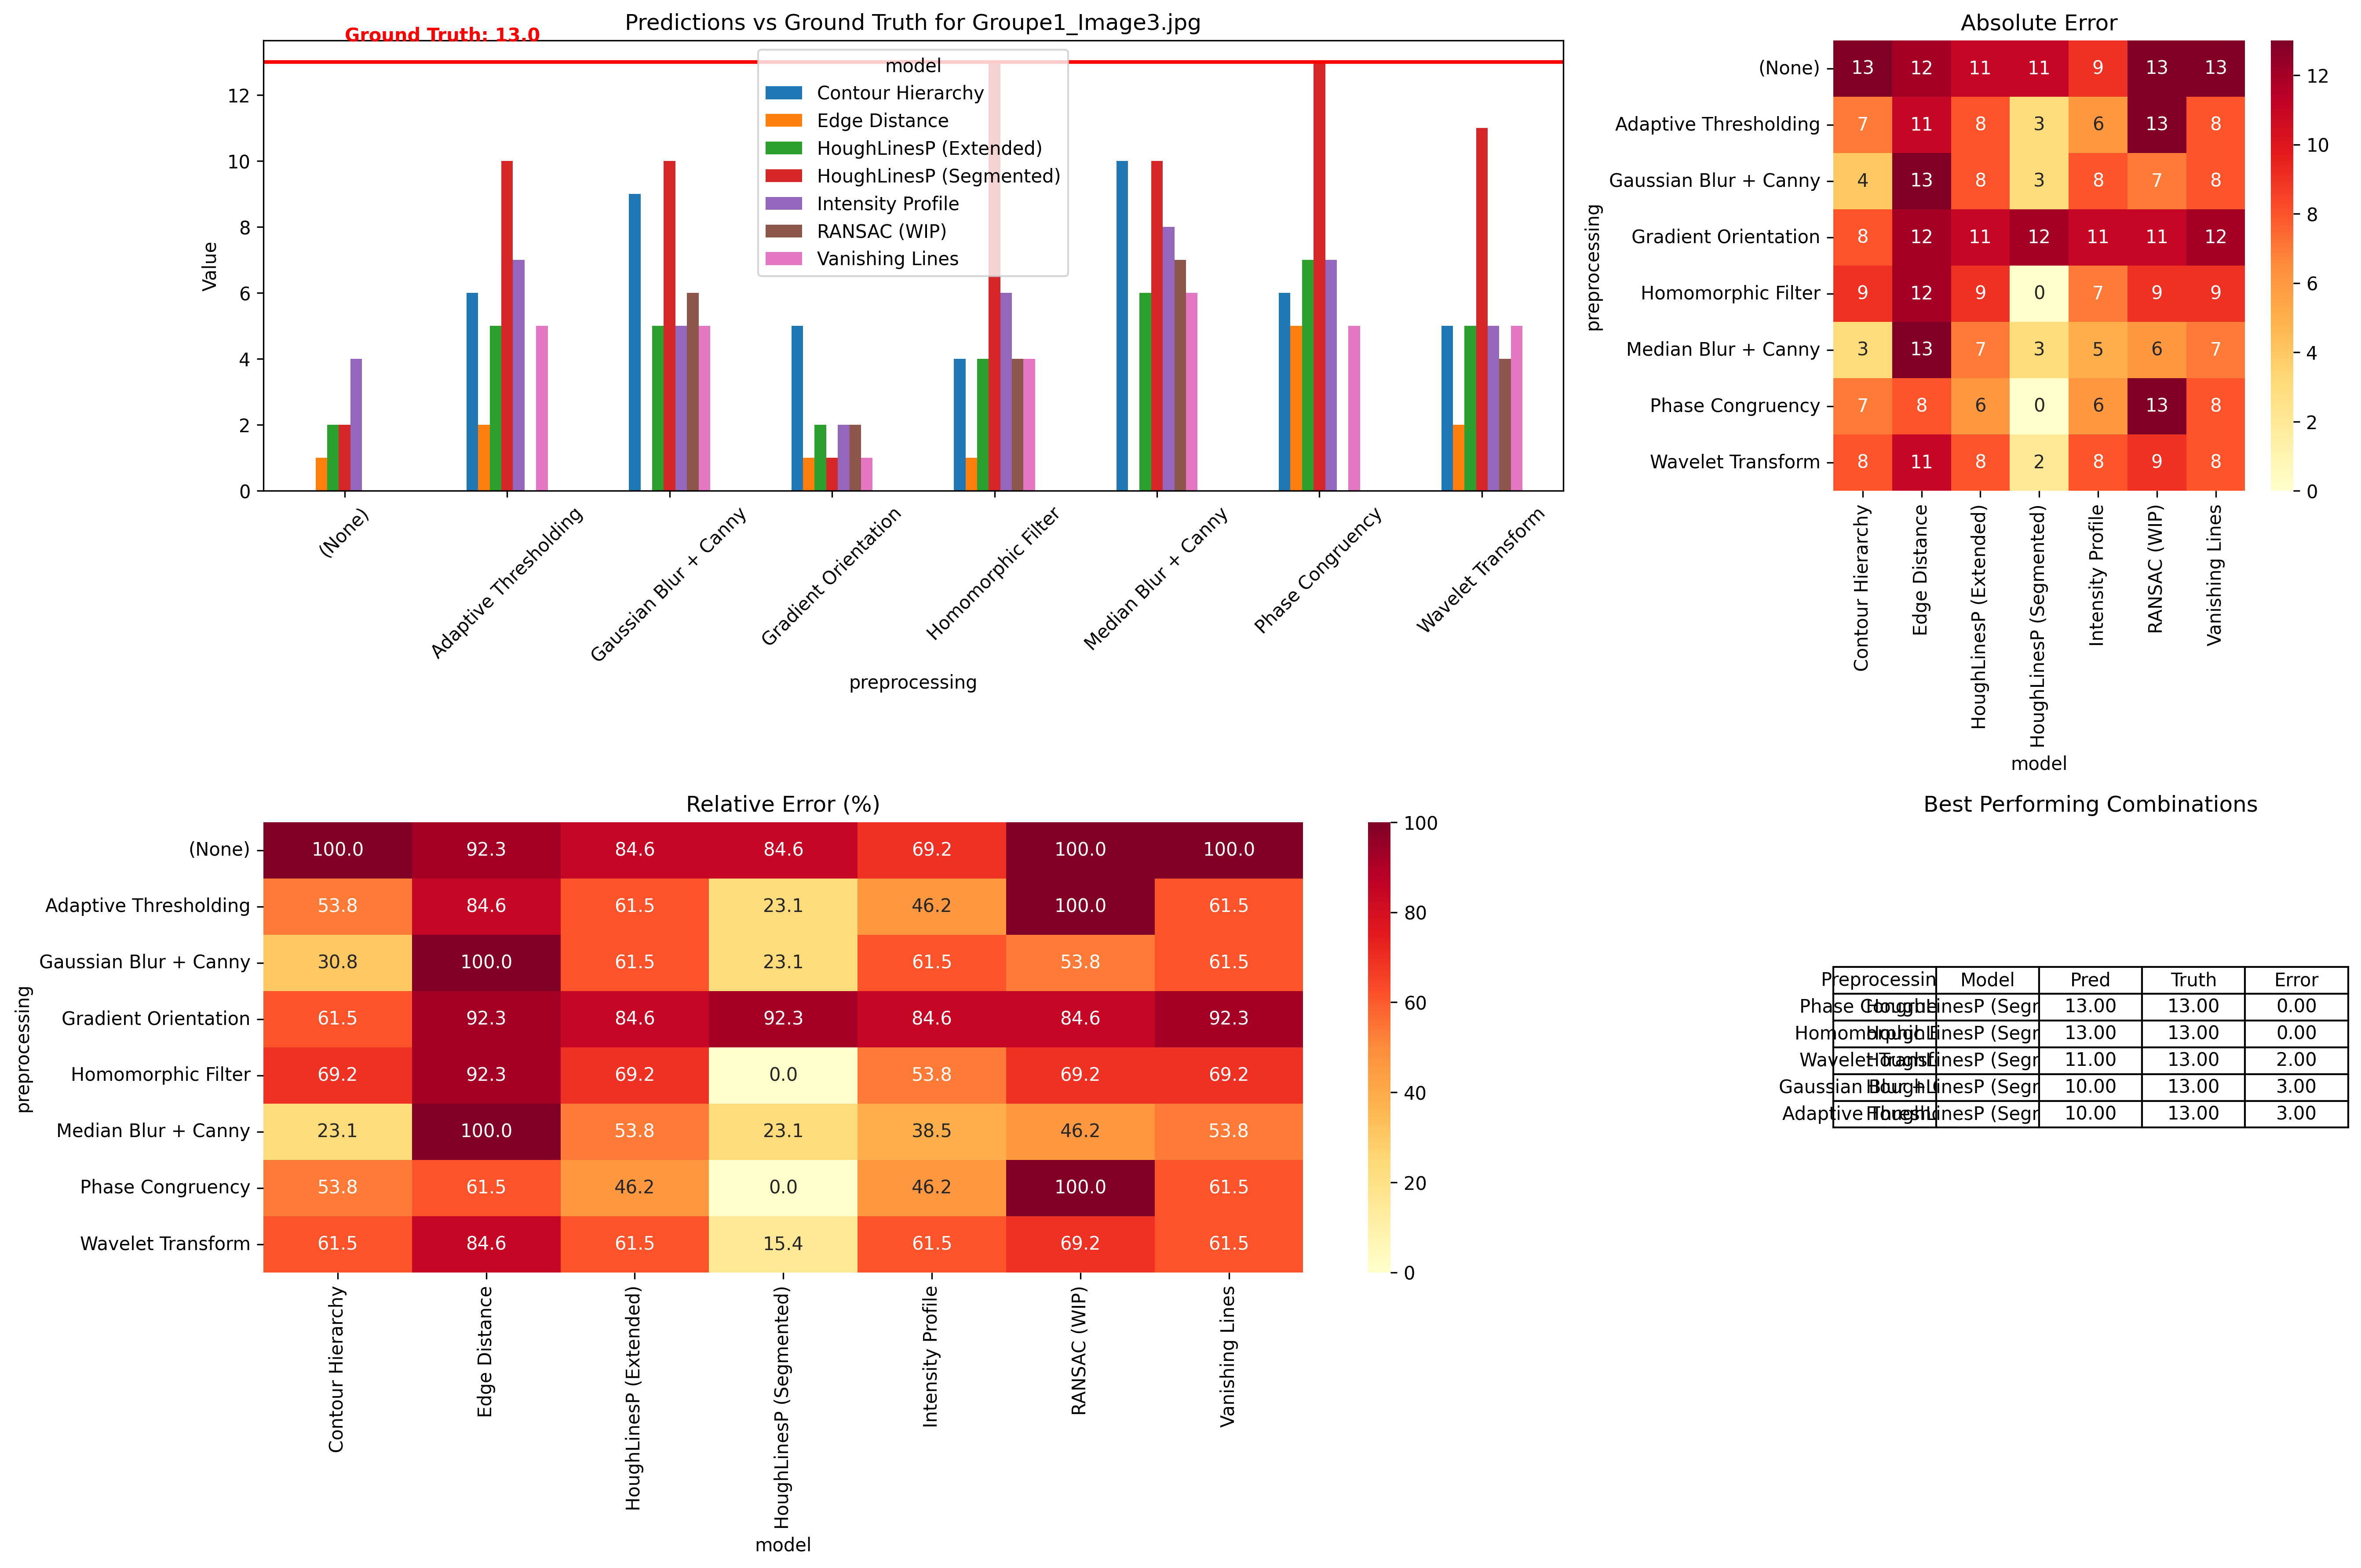 Predictions vs Ground Truth for Groupe1_Image3.jpg
Ground Truth: 13.0
Value
12
10
8
6
4
2
0
model
Contour Hierarchy
Edge Distance
HoughLinesP (Extended)
HoughLinesP (Segmented)
Intensity Profile
RANSAC (WIP)
Vanishing Lines
(None)
Adaptive Thresholding
Gaussian Blur + Canny
Gradient Orientation
Homomorphic Filter
Median Blur + Canny
Phase Congruency
Wavelet Transform
preprocessing
Absolute Error
preprocessing
(None) 13 12 11 11 9 13 13
Adaptive Thresholding 7 11 8 3 6 13 8
Gaussian Blur + Canny 4 13 8 3 8 7 8
Gradient Orientation 8 12 11 12 11 11 12
Homomorphic Filter 9 12 9 0 7 9 9
Median Blur + Canny 3 13 7 3 5 6 7
Phase Congruency 7 8 6 0 6 13 8
Wavelet Transform 8 11 8 2 8 9 8
Contour Hierarchy
Edge Distance
HoughLinesP (Extended)
HoughLinesP (Segmented)
Intensity Profile
RANSAC (WIP)
Vanishing Lines
model
12
10
8
6
4
2
0
Relative Error (%)
preprocessing
(None) 100.0 92.3 84.6 84.6 69.2 100.0 100.0
Adaptive Thresholding 53.8 84.6 61.5 23.1 46.2 100.0 61.5
Gaussian Blur + Canny 30.8 100.0 61.5 23.1 61.5 53.8 61.5
Gradient Orientation 61.5 92.3 84.6 92.3 84.6 84.6 92.3
Homomorphic Filter 69.2 92.3 69.2 0.0 53.8 69.2 69.2
Median Blur + Canny 23.1 100.0 53.8 23.1 38.5 46.2 53.8
Phase Congruency 53.8 61.5 46.2 0.0 46.2 100.0 61.5
Wavelet Transform 61.5 84.6 61.5 15.4 61.5 69.2 61.5
Contour Hierarchy
Edge Distance
HoughLinesP (Extended)
HoughLinesP (Segmented)
Intensity Profile
RANSAC (WIP)
Vanishing Lines
model
100
80
60
40
20
0
Best Performing Combinations
Preprocessin Model Pred Truth Error
Phase HoughLinesP (Segr 13.00 13.00 0.00
HoughLinesP (Segr 13.00 13.00 0.00
Wavelet HoughLinesP (Segr 11.00 13.00 2.00
Gaussian HoughLinesP (Segr 10.00 13.00 3.00
Adaptive HoughLinesP (Segr 10.00 13.00 3.00